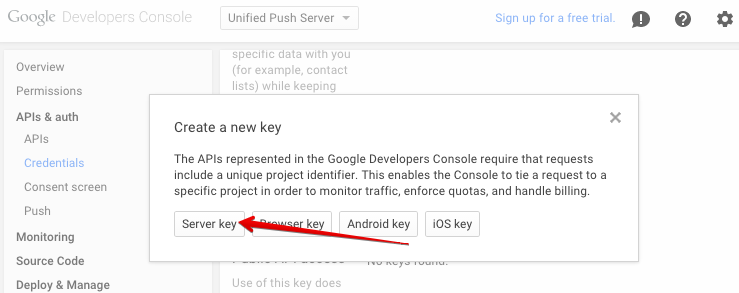 Google Developers Console
Unified Push Server
Sign up for a free trial.
Overview
Permissions
APIs & auth
APIs
Credentials
Consent screen
Push
Monitoring
Source Code
Deploy & Manage
specific data with you
(for example, contact
lists) while keeping
Create a new key
The APIs represented in the Google Developers Console require that requests
include a unique project identifier. This enables the Console to tie a request to a
specific project in order to monitor traffic, enforce quotas, and handle billing.
Server key
Browser key
Android key
iOS key
No keys found.
Use of this key does